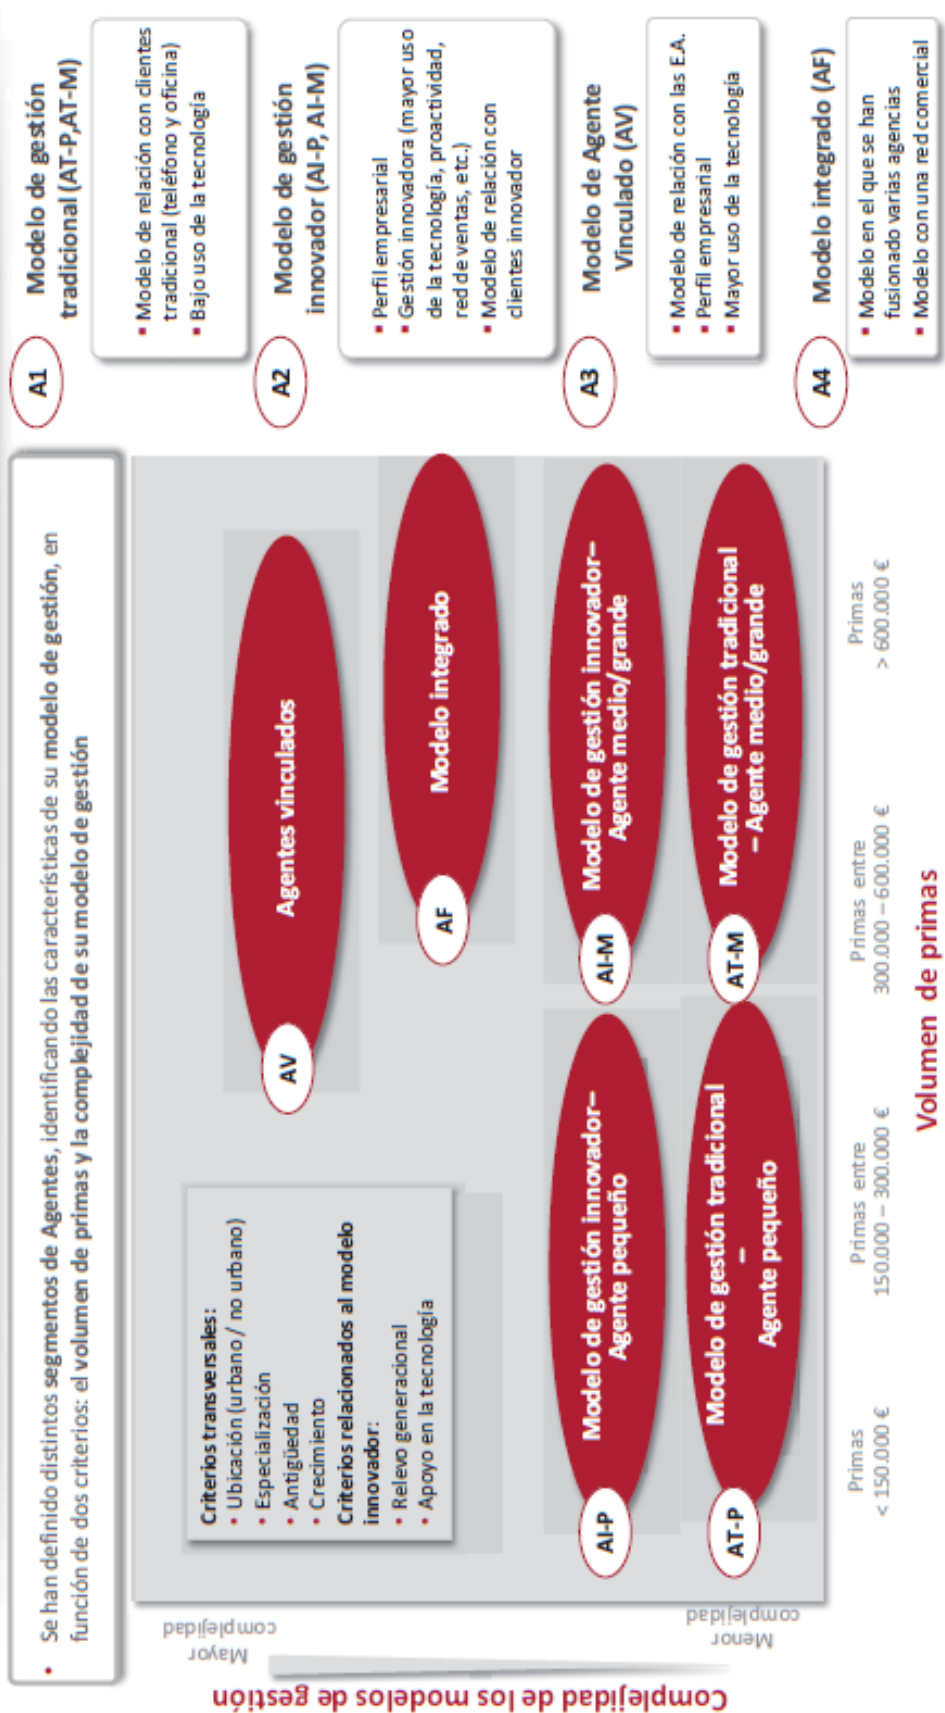 • Se han definido distintos segmentos de Agentes, identificando las características de su modelo de gestión, en
función de dos criterios: el volumen de primas y la complejidad de su modelo de gestión
Complejidad de los modelos de gestión
Mayor
complejidad
Menor
complejidad
Criterios transversales:
• Ubicación (urbano / no urbano)
• Especialización
• Antigüedad
• Crecimiento
Criterios relacionados al modelo
innovador:
• Relevo generacional
• Apoyo en la tecnología
AV
Agentes vinculados
AF
Modelo integrado
AI-P
Modelo de gestión innovador–
Agente pequeño
AI-M
Modelo de gestión innovador–
Agente medio/grande
AT-P
Modelo de gestión tradicional
–
Agente pequeño
AT-M
Modelo de gestión tradicional
– Agente medio/grande
Primas
< 150.000 €
Primas entre
150.000 – 300.000 €
Primas entre
300.000 – 600.000 €
Primas
> 600.000 €
Volumen de primas
A1
Modelo de gestión
tradicional (AT-P,AT-M)
▪ Modelo de relación con clientes
tradicional (teléfono y oficina)
▪ Bajo uso de la tecnología
A2
Modelo de gestión
innovador (AI-P, AI-M)
▪ Perfil empresarial
▪ Gestión innovadora (mayor uso
de la tecnología, proactividad,
red de ventas, etc.)
▪ Modelo de relación con
clientes innovador
A3
Modelo de Agente
Vinculado (AV)
▪ Modelo de relación con las E.A.
▪ Perfil empresarial
▪ Mayor uso de la tecnología
A4
Modelo integrado (AF)
▪ Modelo en el que se han
fusionado varias agencias
▪ Modelo con una red comercial